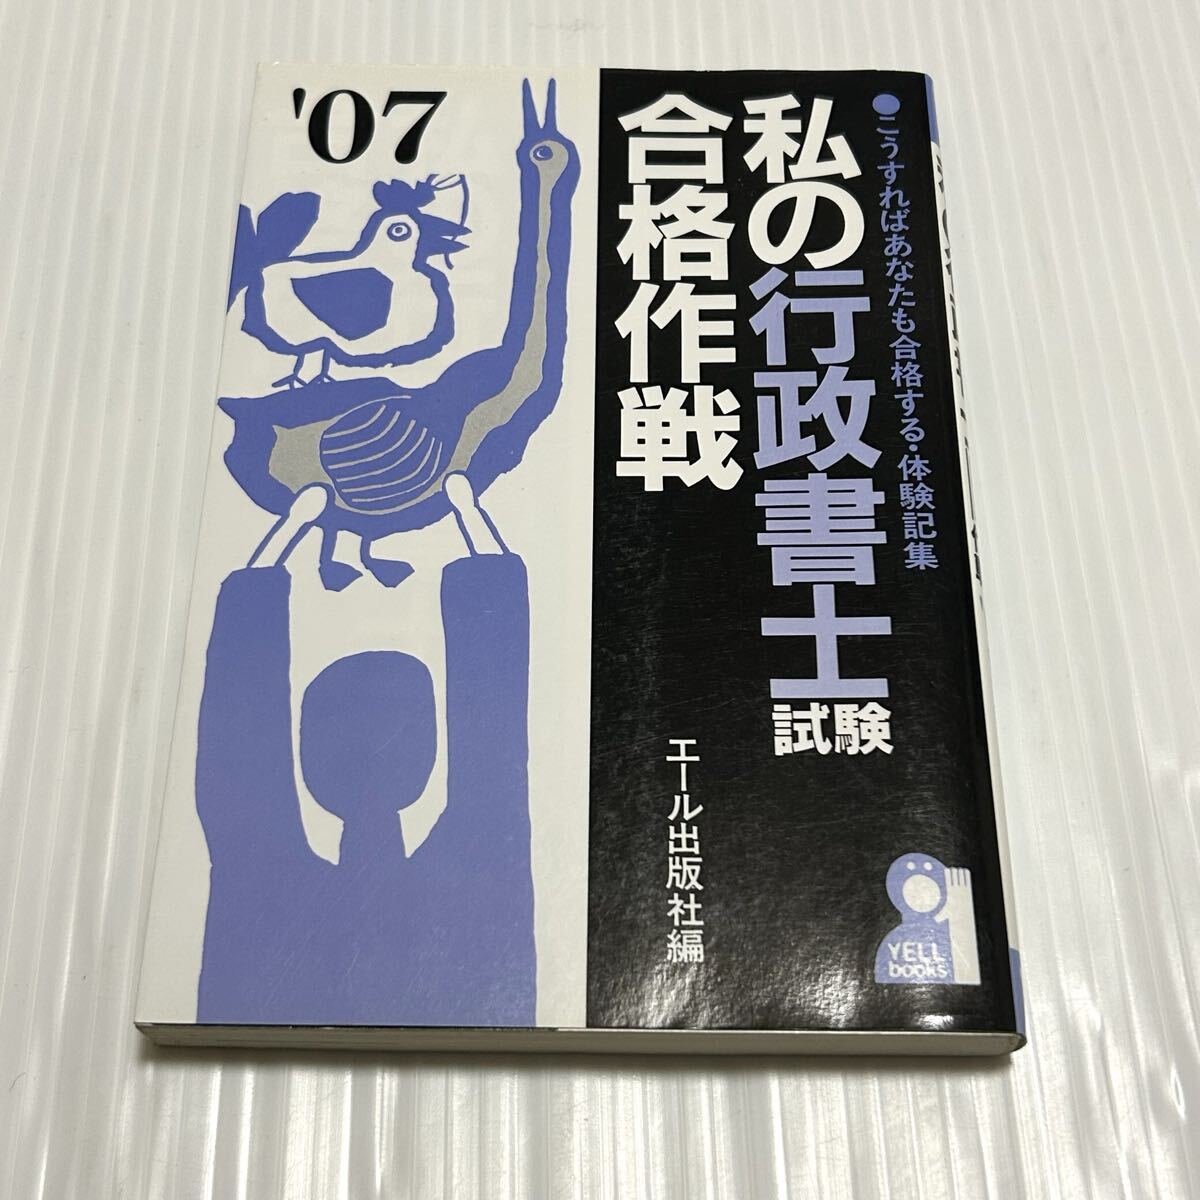 '07
●こうすればあなたも合格する・体験記集
私の行政書士試験
合格作戦
エール出版社編
YELL
books